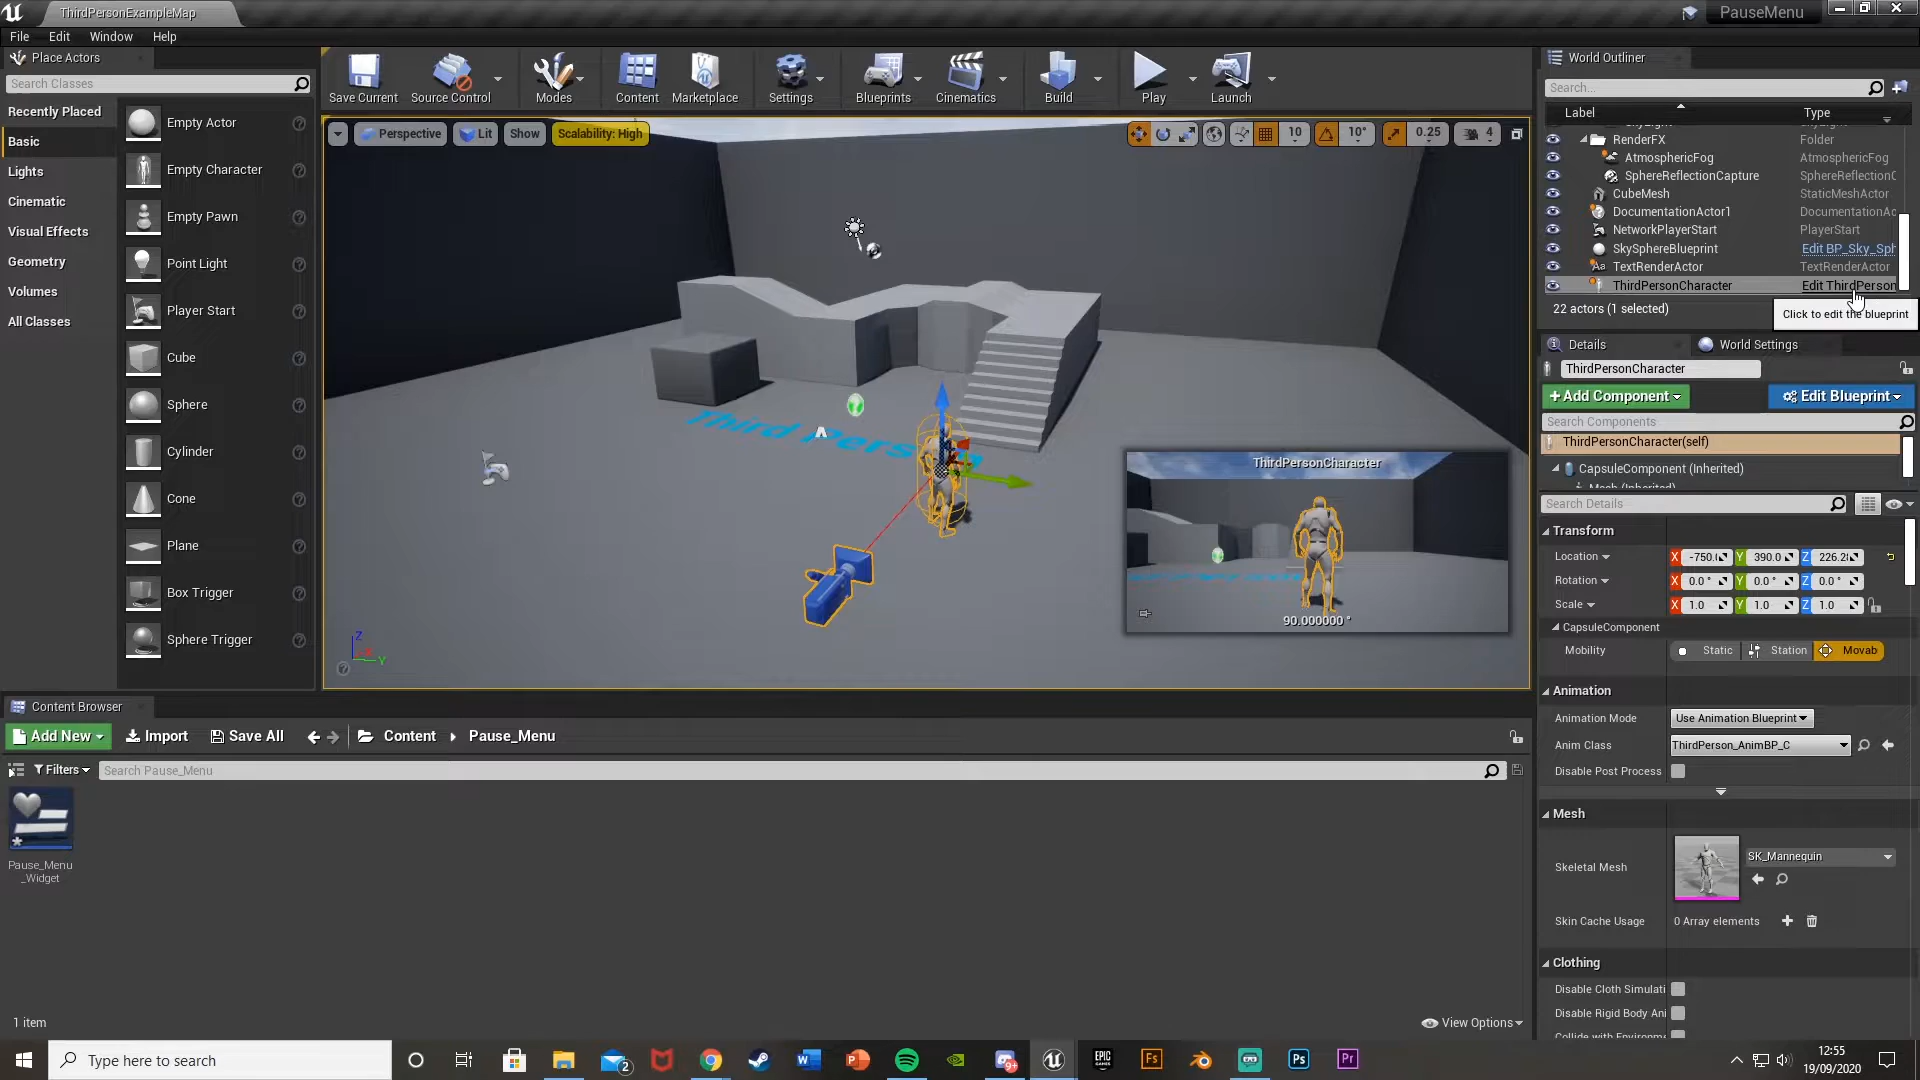 ThirdPersonExampleMap
PauseMenu
File Edit Window Help
Place Actors
Search Classes
Recently Placed
Basic
Lights
Cinematic
Visual Effects
Geometry
Volumes
All Classes
Empty Actor
Empty Character
Empty Pawn
Point Light
Player Start
Cube
Sphere
Cylinder
Cone
Plane
Box Trigger
Sphere Trigger
Save Current Source Control Modes Content Marketplace Settings Blueprints Cinematics Build Play Launch
Perspective Lit Show Scalability: High
10 10° 0.25 4
Third Pers
ThirdPersonCharacter
90.000000 °
Z
Y
World Outliner
Search...
Label Type
RenderFX Folder
AtmosphericFog AtmosphericFog
SphereReflectionCapture SphereReflectionC
CubeMesh StaticMeshActor
DocumentationActor1 DocumentationAc
NetworkPlayerStart PlayerStart
SkySphereBlueprint Edit BP_Sky_Sph
TextRenderActor TextRenderActor
ThirdPersonCharacter Edit ThirdPerson
22 actors (1 selected)
Click to edit the blueprint
Details World Settings
ThirdPersonCharacter
+Add Component Edit Blueprint
Search Components
ThirdPersonCharacter(self)
CapsuleComponent (Inherited)
Mesh (Inherited)
Search Details
Transform
Location X -750.( Y 390.0 Z 226.2
Rotation X 0.0 ° Y 0.0 ° Z 0.0 °
Scale X 1.0 Y 1.0 Z 1.0
CapsuleComponent
Mobility Static Station Movab
Animation
Animation Mode Use Animation Blueprint
Anim Class ThirdPerson_AnimBP_C
Disable Post Process
Mesh
Skeletal Mesh SK_Mannequin
Skin Cache Usage 0 Array elements
Clothing
Disable Cloth Simulati
Disable Rigid Body Ani
Collide with Environme
Content Browser
Add New Import Save All Content Pause_Menu
Filters Search Pause_Menu
Pause_Menu
_Widget
1 item
View Options
Type here to search
2
W
P
9+
EPIC
GAMES
Fs
Ps
Pr
12:55
19/09/2020